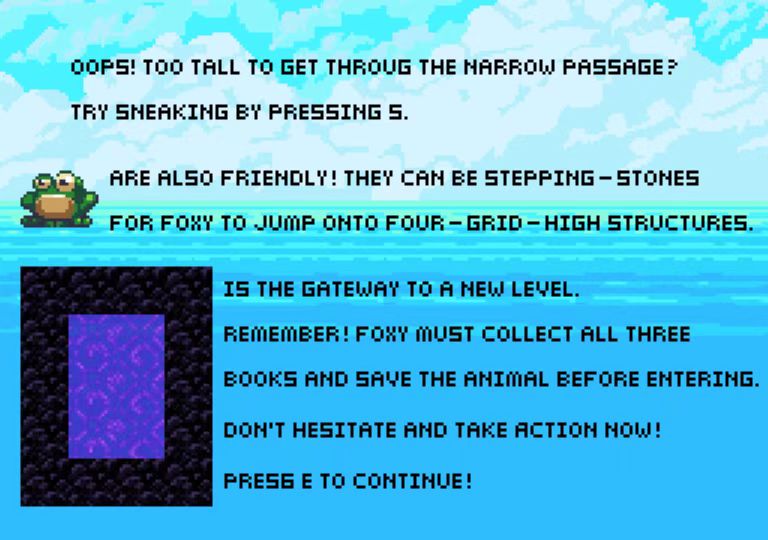 OOPS! TOO TALL TO GET THROUG THE NARROW PASSAGE?
TRY SNEAKING BY PRESSING S.
ARE ALSO FRIENDLY! THEY CAN BE STEPPING-STONES
FOR FOXY TO JUMP ONTO FOUR-GRID-HIGH STRUCTURES.
IS THE GATEWAY TO A NEW LEVEL.
REMEMBER! FOXY MUST COLLECT ALL THREE
BOOKS AND SAVE THE ANIMAL BEFORE ENTERING.
DON'T HESITATE AND TAKE ACTION NOW!
PRESS E TO CONTINUE!